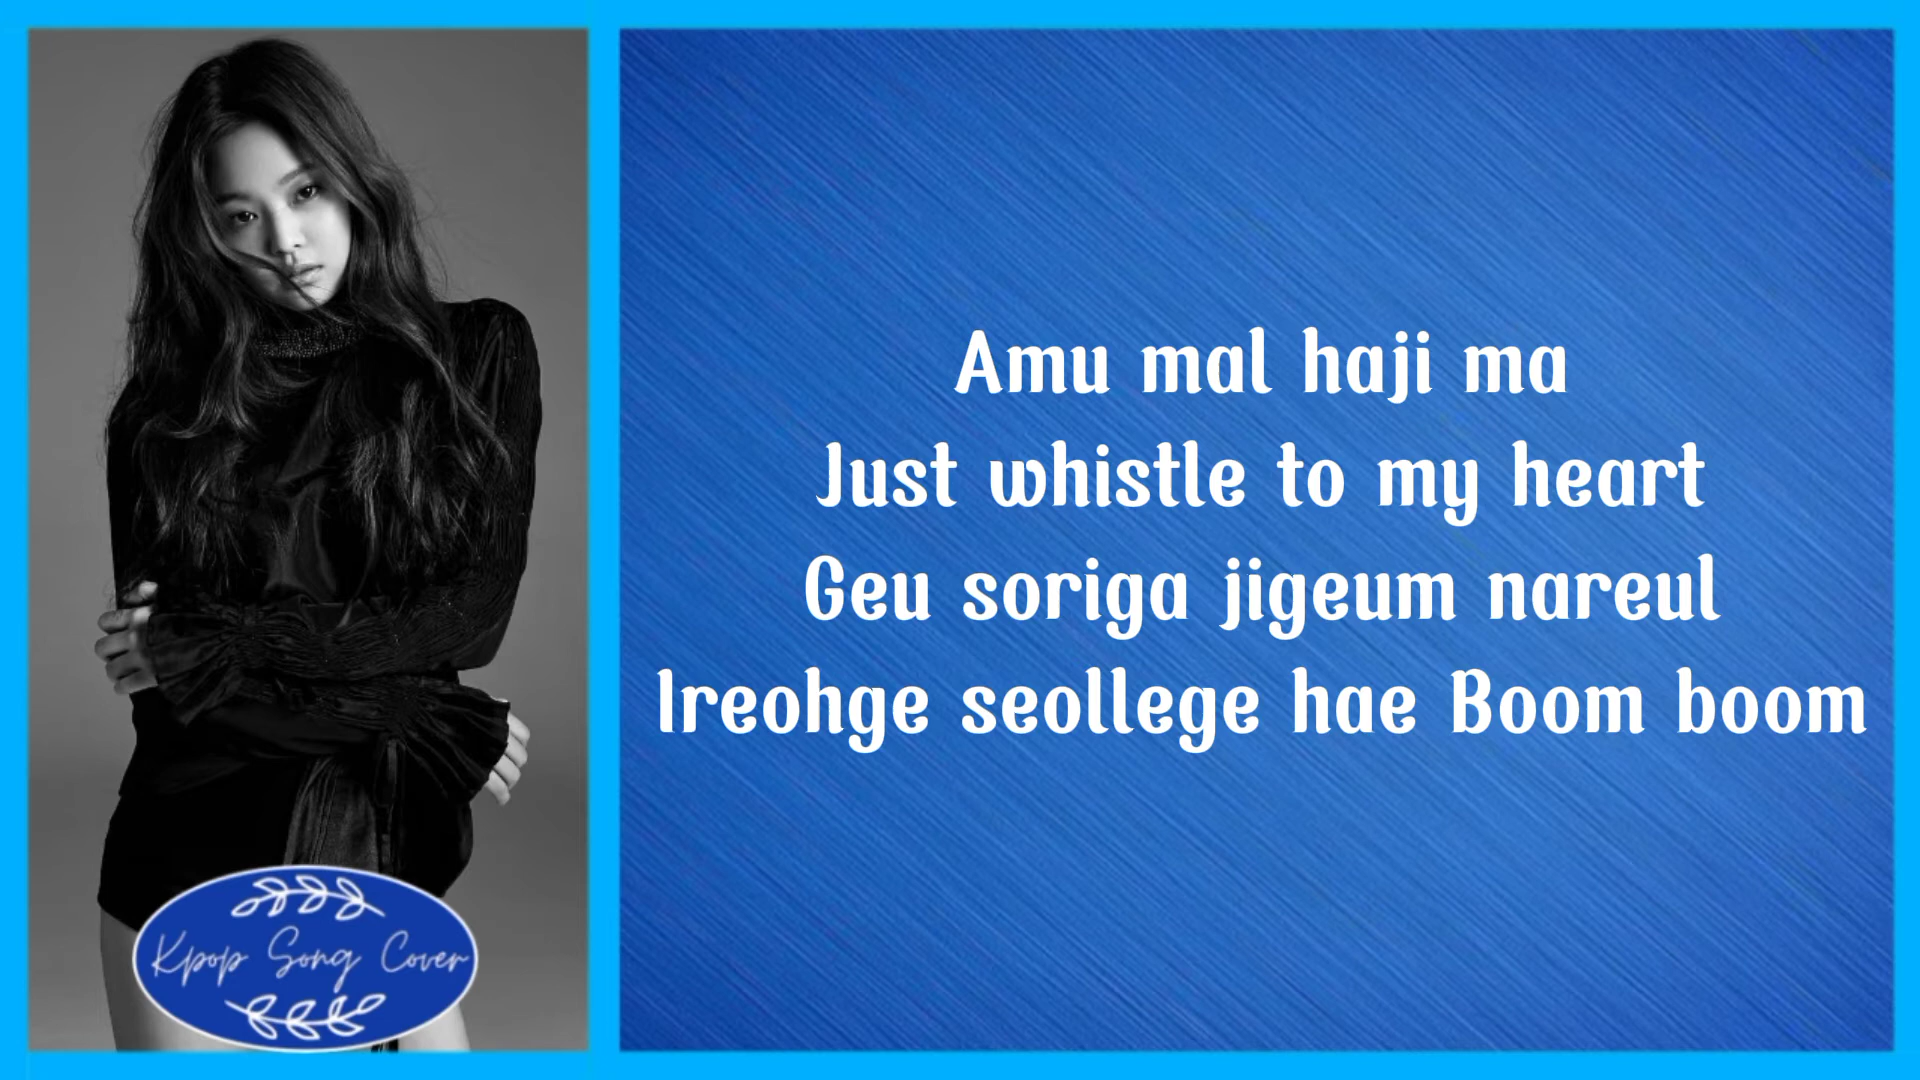 Amu mal haji ma
Just whistle to my heart
Geu soriga jigeum nareul
Ireohge seollege hae Boom boom
Kpop Song Cover